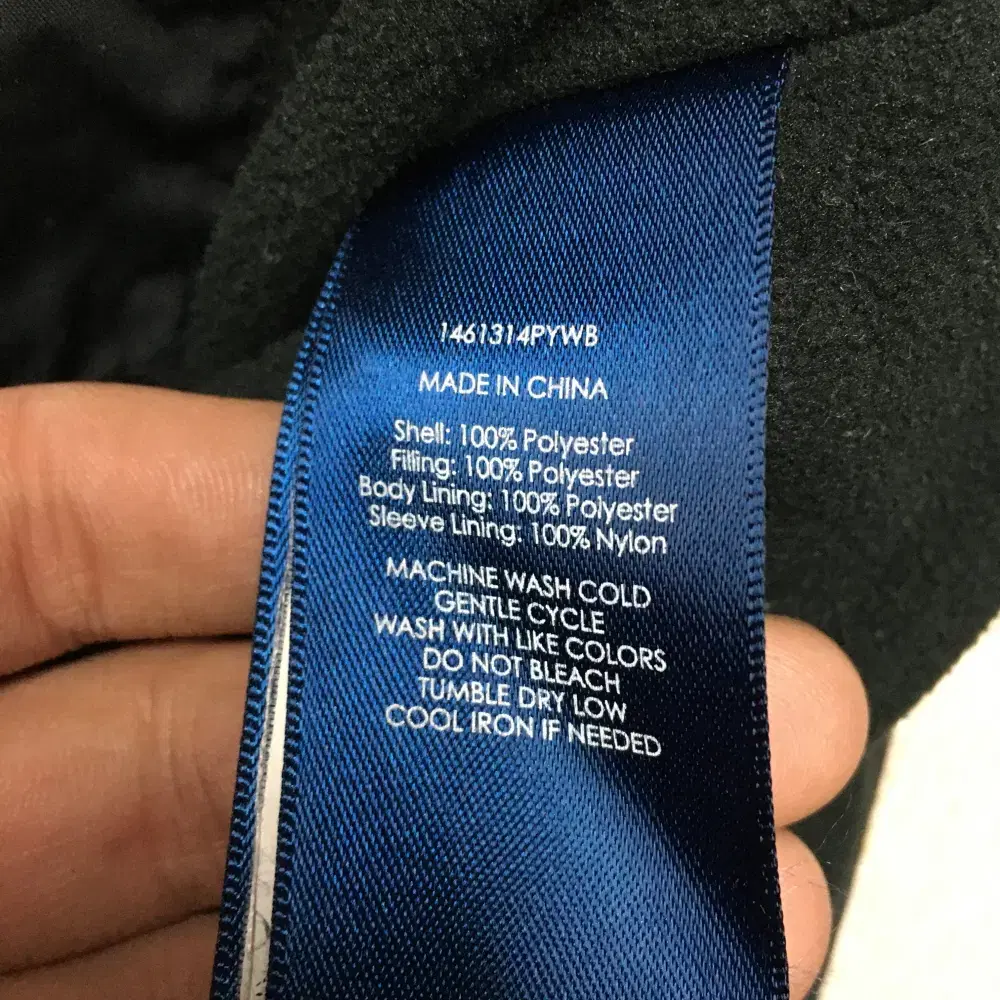 1461314PYWB
MADE IN CHINA
Shell: 100% Polyester
Filling: 100% Polyester
Body Lining: 100% Polyester
Sleeve Lining: 100% Nylon
MACHINE WASH COLD
GENTLE CYCLE
WASH WITH LIKE COLORS
DO NOT BLEACH
TUMBLE DRY LOW
COOL IRON IF NEEDED